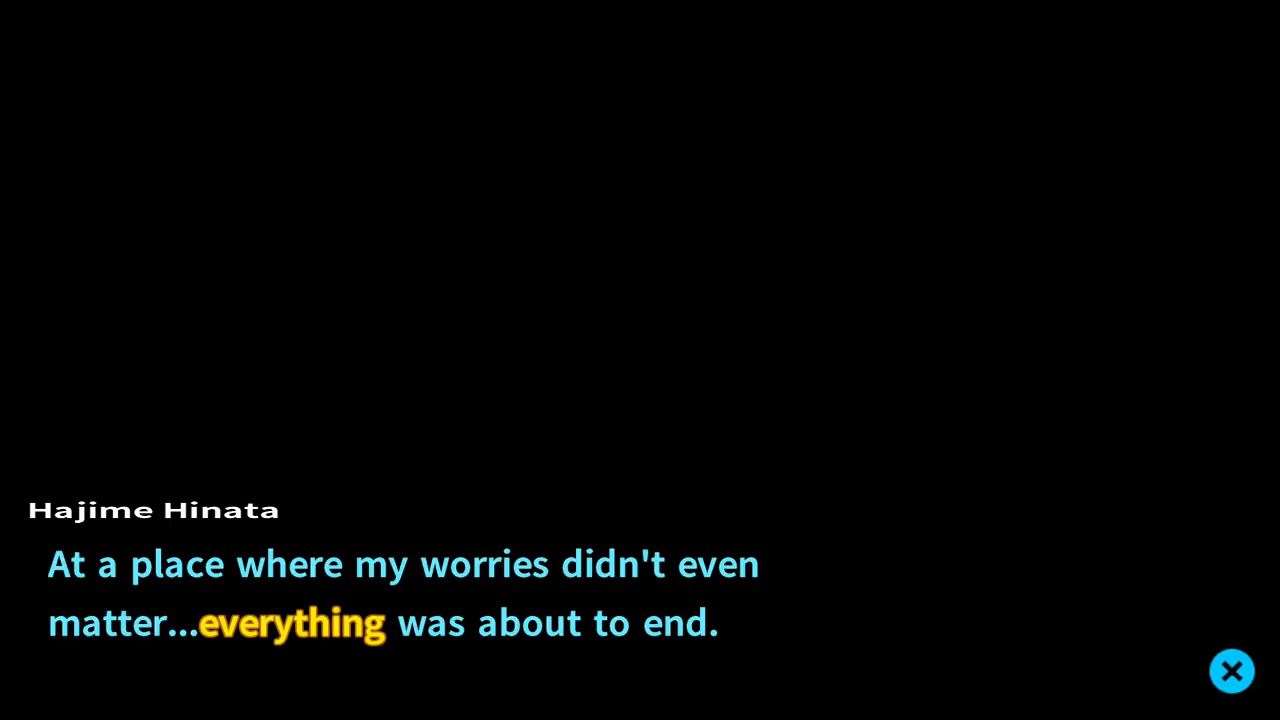 Hajime Hinata
At a place where my worries didn't even
matter...everything was about to end.